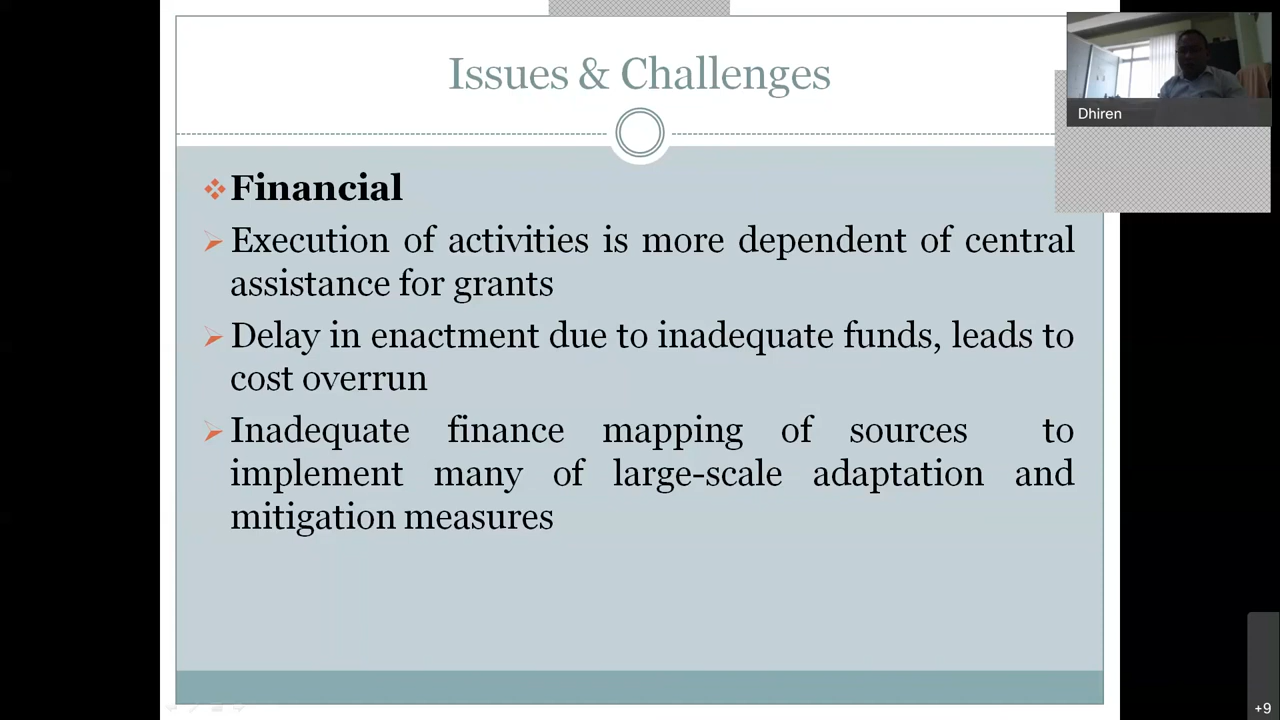 Issues & Challenges
Dhiren
Financial
Execution of activities is more dependent of central
assistance for grants
Delay in enactment due to inadequate funds, leads to
cost overrun
Inadequate finance mapping of sources to
implement many of large-scale adaptation and
mitigation measures
+9